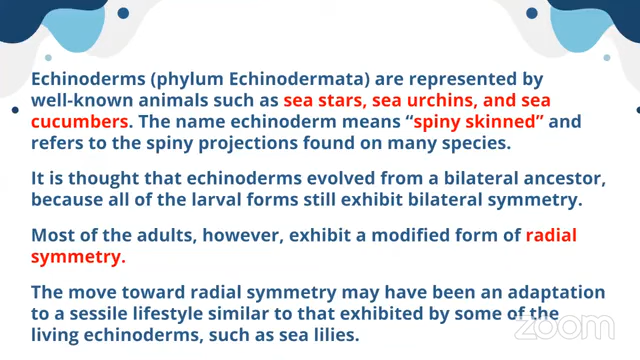 Echinoderms (phylum Echinodermata) are represented by
well-known animals such as sea stars, sea urchins, and sea
cucumbers. The name echinoderm means “spiny skinned” and
refers to the spiny projections found on many species.
It is thought that echinoderms evolved from a bilateral ancestor,
because all of the larval forms still exhibit bilateral symmetry.
Most of the adults, however, exhibit a modified form of radial
symmetry.
The move toward radial symmetry may have been an adaptation
to a sessile lifestyle similar to that exhibited by some of the
living echinoderms, such as sea lilies.
zoom